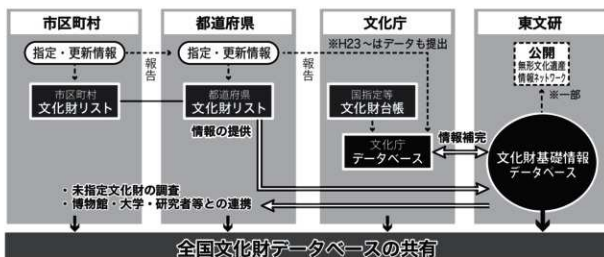 市区町村
都道府県
文化庁
東文研
指定・更新情報
報告
指定・更新情報
報告
※H23～はデータも提出
公開
無形文化遺産
情報ネットワーク
※一部
市区町村
文化財リスト
都道府県
文化財リスト
国指定等
文化財台帳
情報の提供
文化庁
データベース
情報補完
文化財基礎情報
データベース
・未指定文化財の調査
・博物館・大学・研究者等との連携
全国文化財データベースの共有